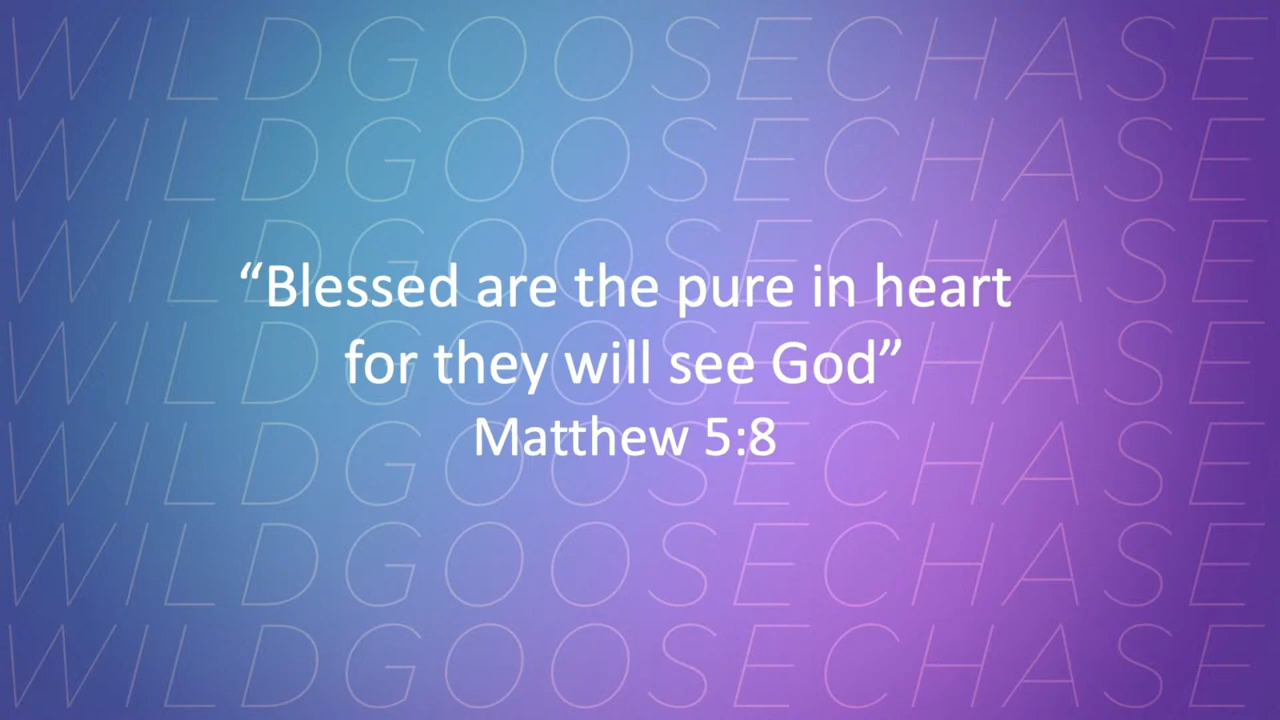 WILDGOOSECHASE
WILDGOOSECHASE
WILDGOOSECHASE
“Blessed are the pure in heart
WILDGOOSECHASE
for they will see God”
Matthew 5:8
WILDGOOSECHASE
WILDGOOSECHASE
WILDGOOSECHASE